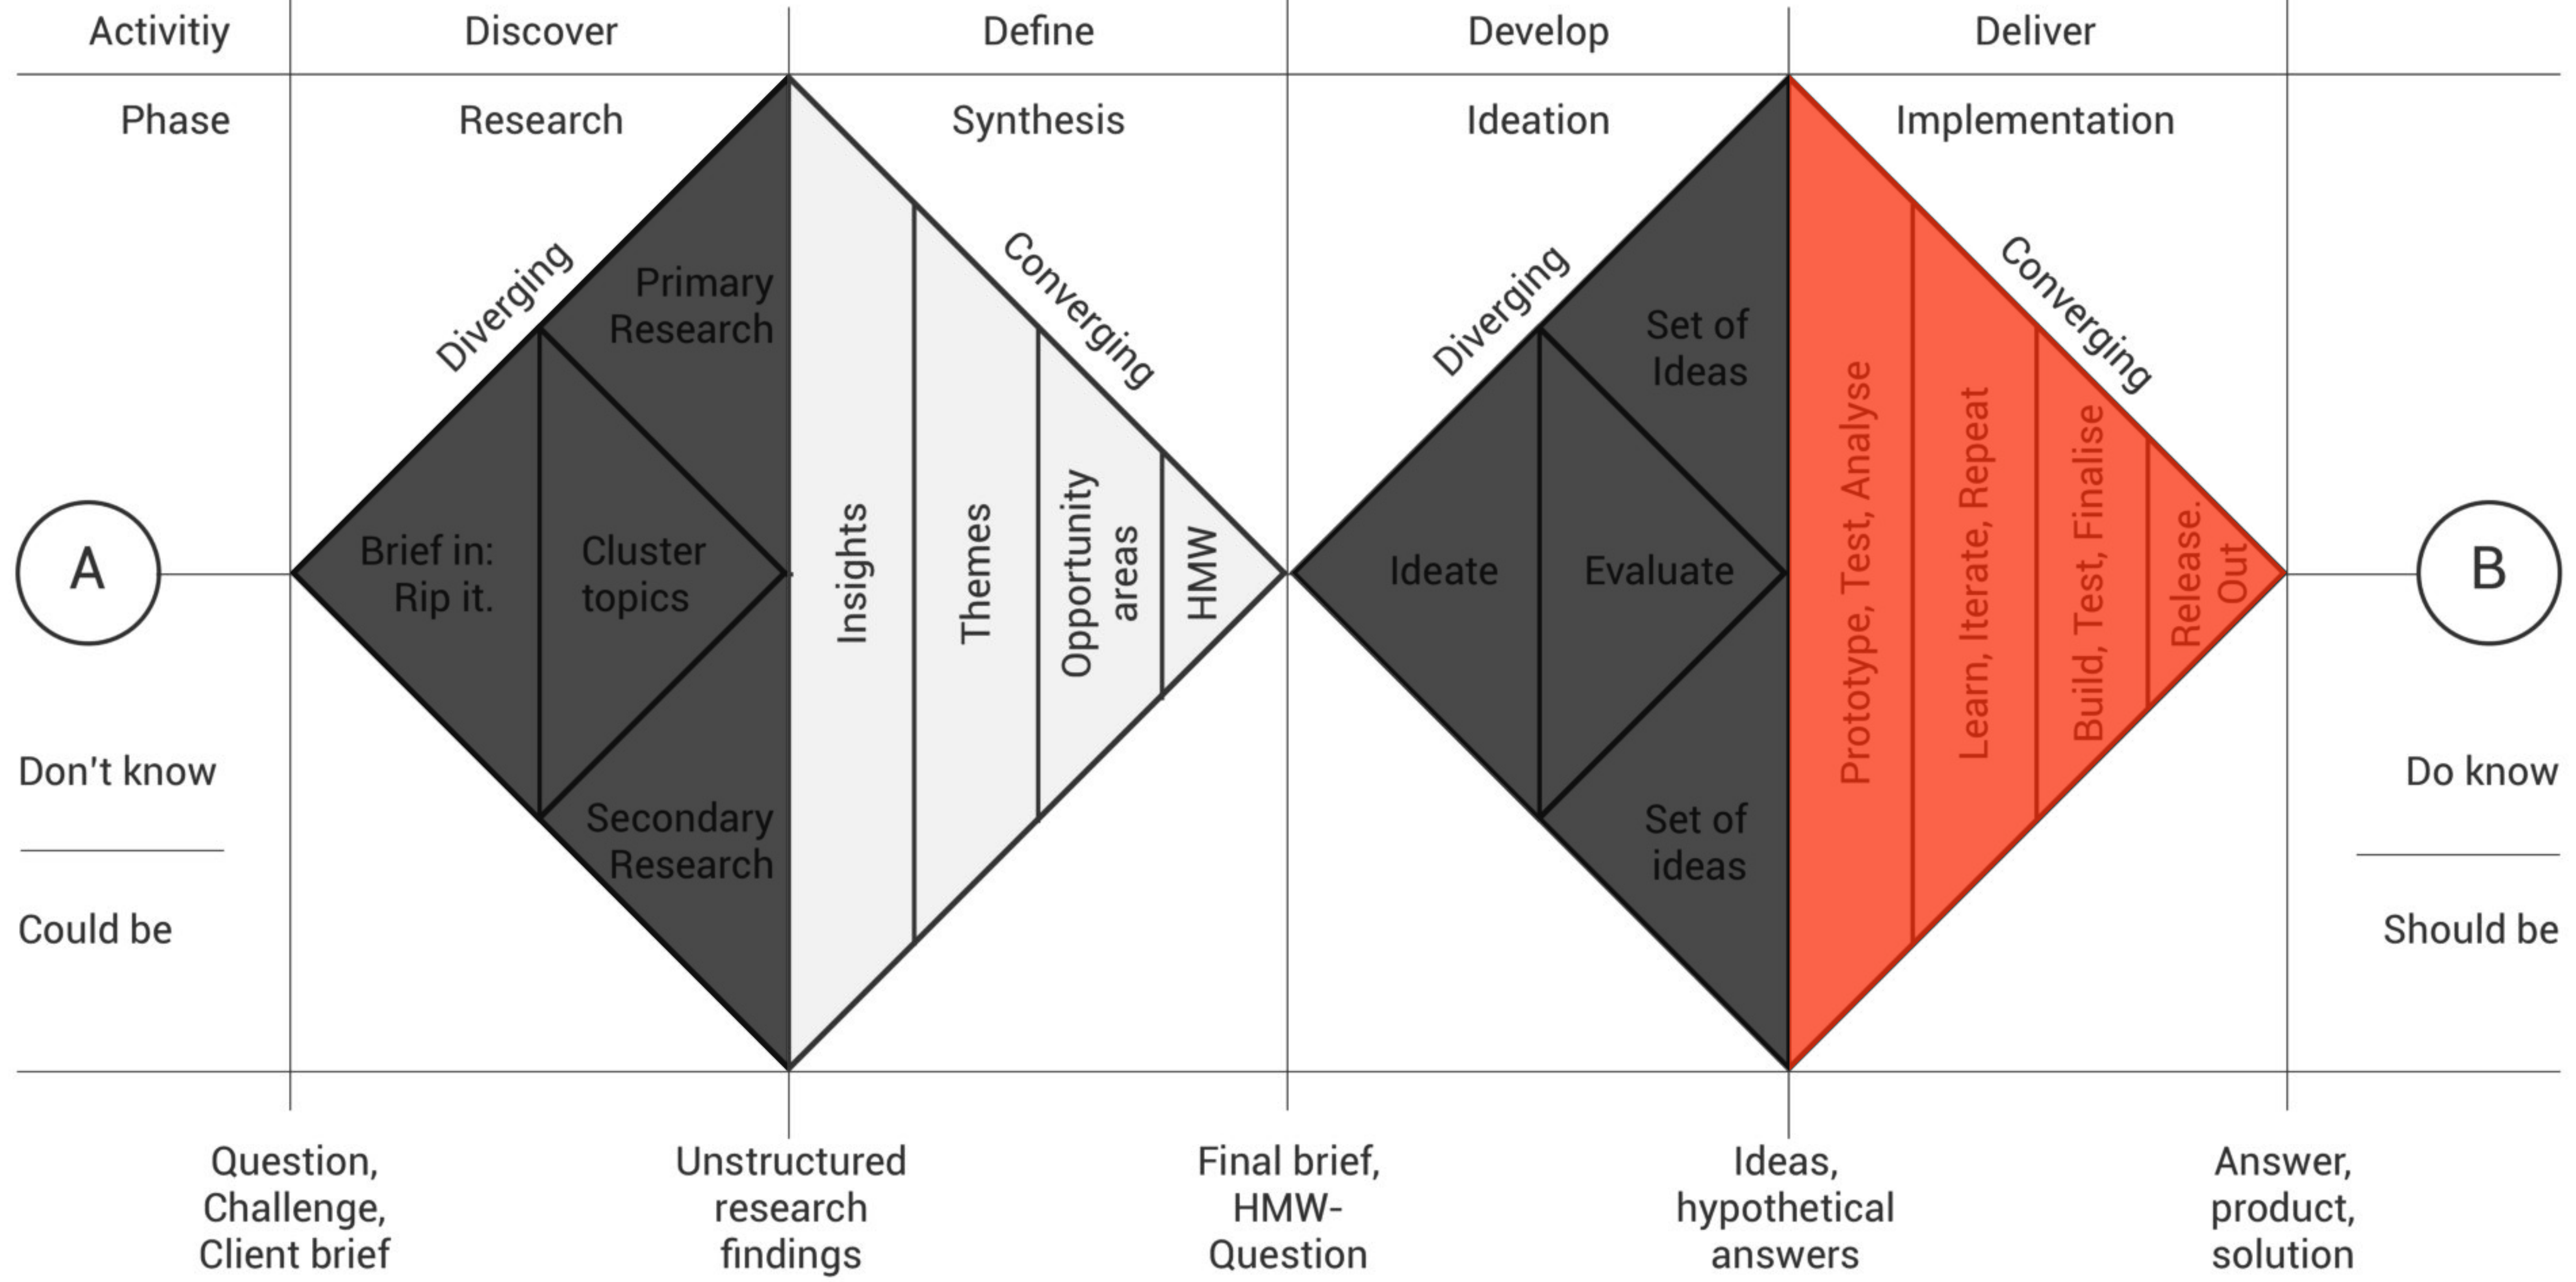 Activitiy
Discover
Define
Develop
Deliver
Phase
Research
Synthesis
Ideation
Implementation
Diverging
Converging
Diverging
Converging
A
Brief in:
Rip it.
Cluster
topics
Primary
Research
Secondary
Research
Insights
Themes
Opportunity
areas
HMW
Ideate
Evaluate
Set of
Ideas
Set of
ideas
Prototype, Test, Analyse
Learn, Iterate, Repeat
Build, Test, Finalise
Release.
Out
B
Don't know
Could be
Do know
Should be
Question,
Challenge,
Client brief
Unstructured
research
findings
Final brief,
HMW-
Question
Ideas,
hypothetical
answers
Answer,
product,
solution